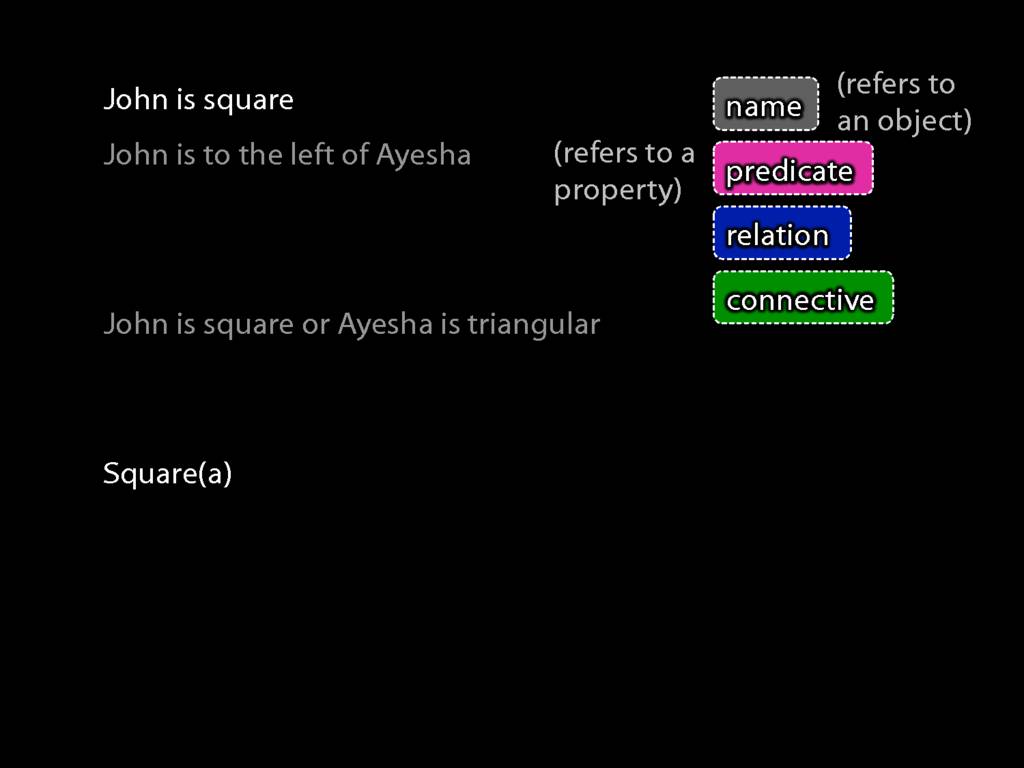 John is square
John is to the left of Ayesha
John is square or Ayesha is triangular
Square(a)
name
(refers to
an object)
(refers to a
property)
predicate
relation
connective